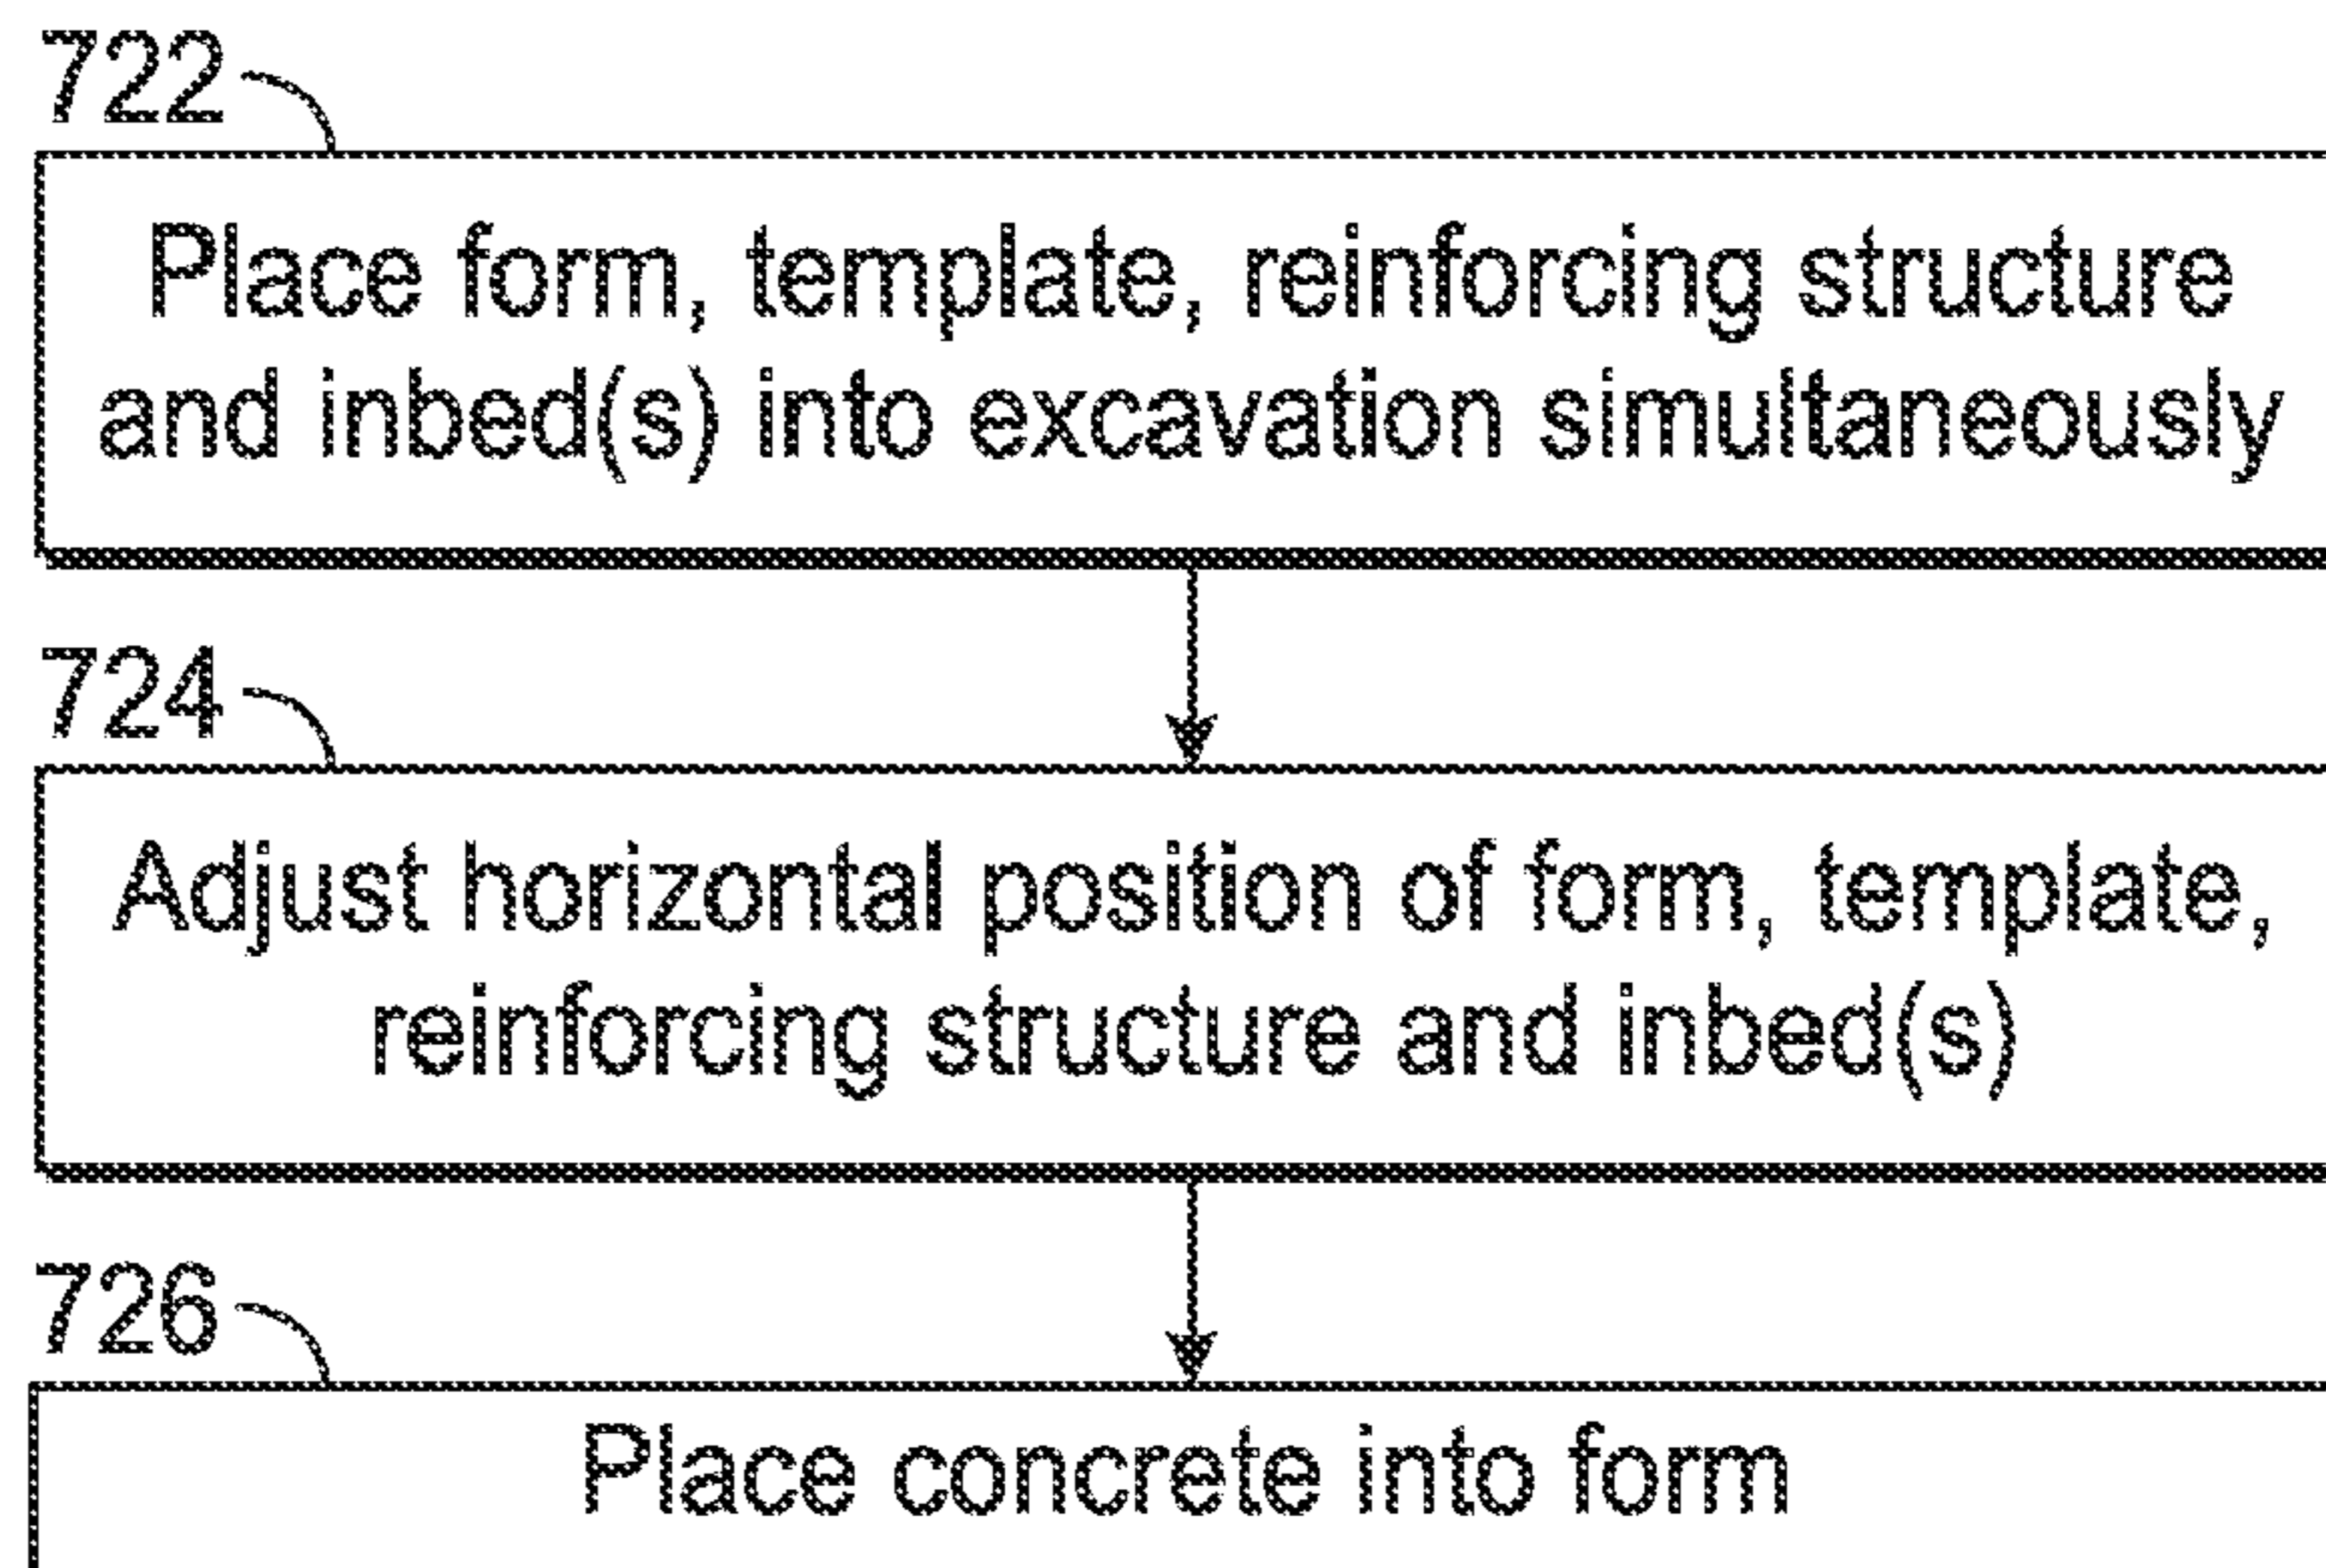 722
Place form, template, reinforcing structure
and inbed(s) into excavation simultaneously
724
Adjust horizontal position of form, template,
reinforcing structure and inbed(s)
726
Place concrete into form